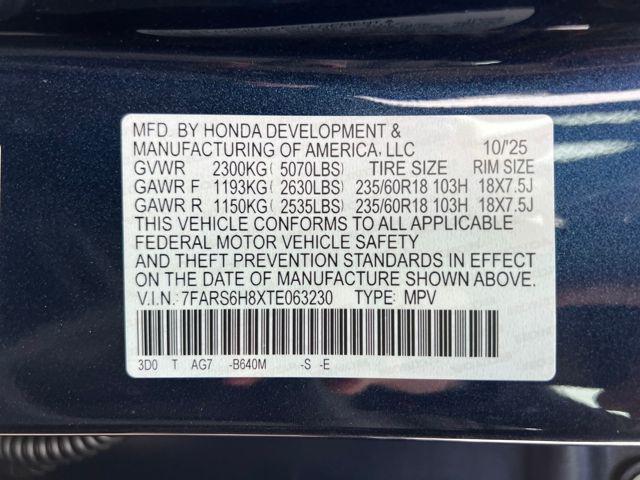 MFD. BY HONDA DEVELOPMENT &
MANUFACTURING OF AMERICA, LLC 10/'25
GVWR 2300KG( 5070LBS) TIRE SIZE RIM SIZE
GAWR F 1193KG( 2630LBS) 235/60R18 103H 18X7.5J
GAWR R 1150KG( 2535LBS) 235/60R18 103H 18X7.5J
THIS VEHICLE CONFORMS TO ALL APPLICABLE
FEDERAL MOTOR VEHICLE SAFETY
AND THEFT PREVENTION STANDARDS IN EFFECT
ON THE DATE OF MANUFACTURE SHOWN ABOVE.
V.I.N.: 7FARS6H8XTE063230 TYPE: MPV
3D0 T AG7 -B640M -S -E